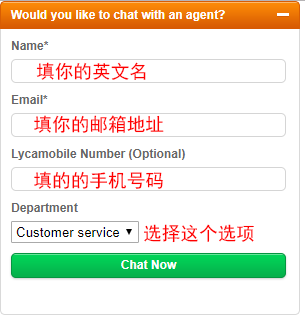 Would you like to chat with an agent?
Name*
填你的英文名
Email*
填你的邮箱地址
Lycamobile Number (Optional)
填的的手机号码
Department
Customer service 选择这个选项
Chat Now